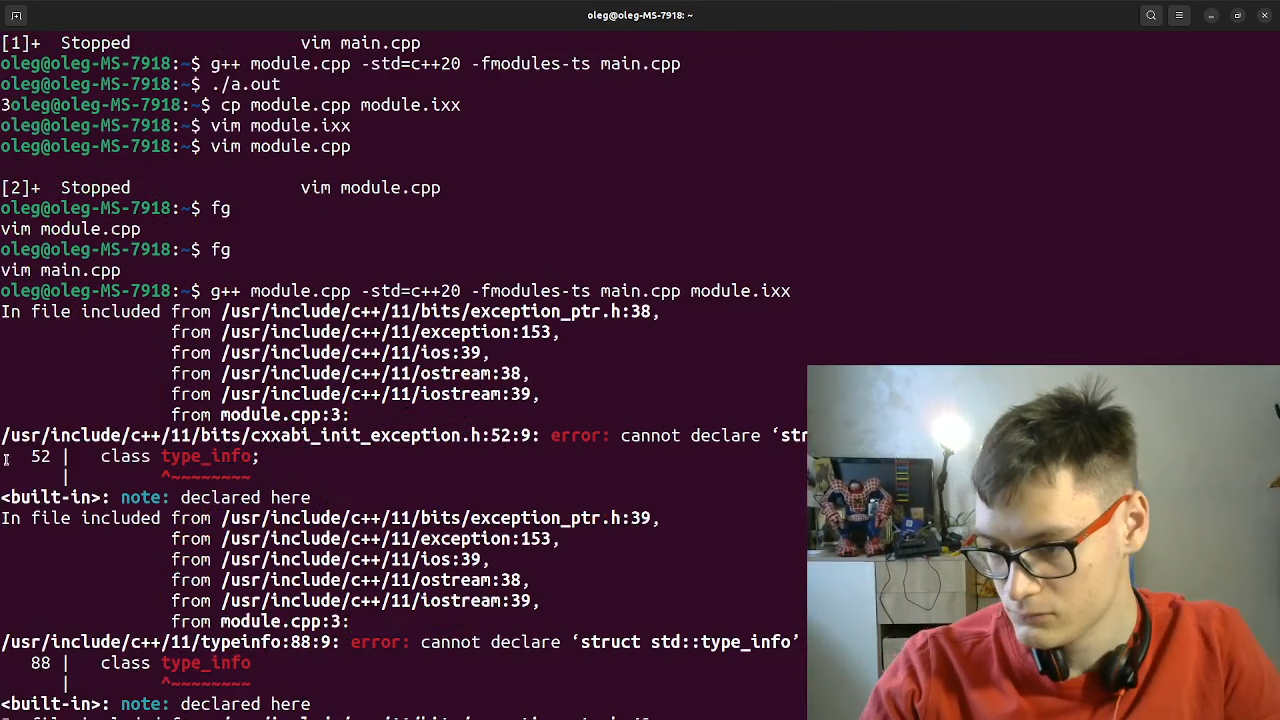 oleg@oleg-MS-7918: ~
[1]+  Stopped                 vim main.cpp
oleg@oleg-MS-7918:~$ g++ module.cpp -std=c++20 -fmodules-ts main.cpp
oleg@oleg-MS-7918:~$ ./a.out
3oleg@oleg-MS-7918:~$ cp module.cpp module.ixx
oleg@oleg-MS-7918:~$ vim module.ixx
oleg@oleg-MS-7918:~$ vim module.cpp
[2]+  Stopped                 vim module.cpp
oleg@oleg-MS-7918:~$ fg
vim module.cpp
oleg@oleg-MS-7918:~$ fg
vim main.cpp
oleg@oleg-MS-7918:~$ g++ module.cpp -std=c++20 -fmodules-ts main.cpp module.ixx
In file included from /usr/include/c++/11/bits/exception_ptr.h:38,
                 from /usr/include/c++/11/exception:153,
                 from /usr/include/c++/11/ios:39,
                 from /usr/include/c++/11/ostream:38,
                 from /usr/include/c++/11/iostream:39,
                 from module.cpp:3:
/usr/include/c++/11/bits/cxxabi_init_exception.h:52:9: error: cannot declare ‘str
   52 |   class type_info;
      |         ^~~~~~~~~
<built-in>: note: declared here
In file included from /usr/include/c++/11/bits/exception_ptr.h:39,
                 from /usr/include/c++/11/exception:153,
                 from /usr/include/c++/11/ios:39,
                 from /usr/include/c++/11/ostream:38,
                 from /usr/include/c++/11/iostream:39,
                 from module.cpp:3:
/usr/include/c++/11/typeinfo:88:9: error: cannot declare ‘struct std::type_info’
   88 |   class type_info
      |         ^~~~~~~~~
<built-in>: note: declared here